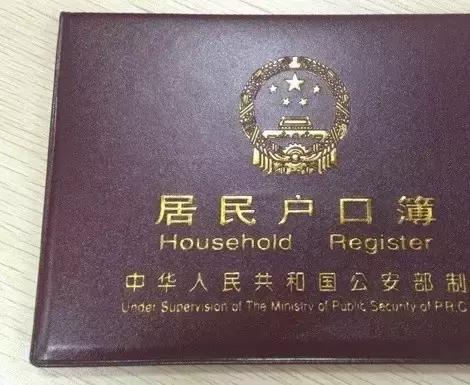 居民户口簿
Household Register
中华人民共和国公安部制
Under Supervision of The Ministry of Public Security of P.R.C